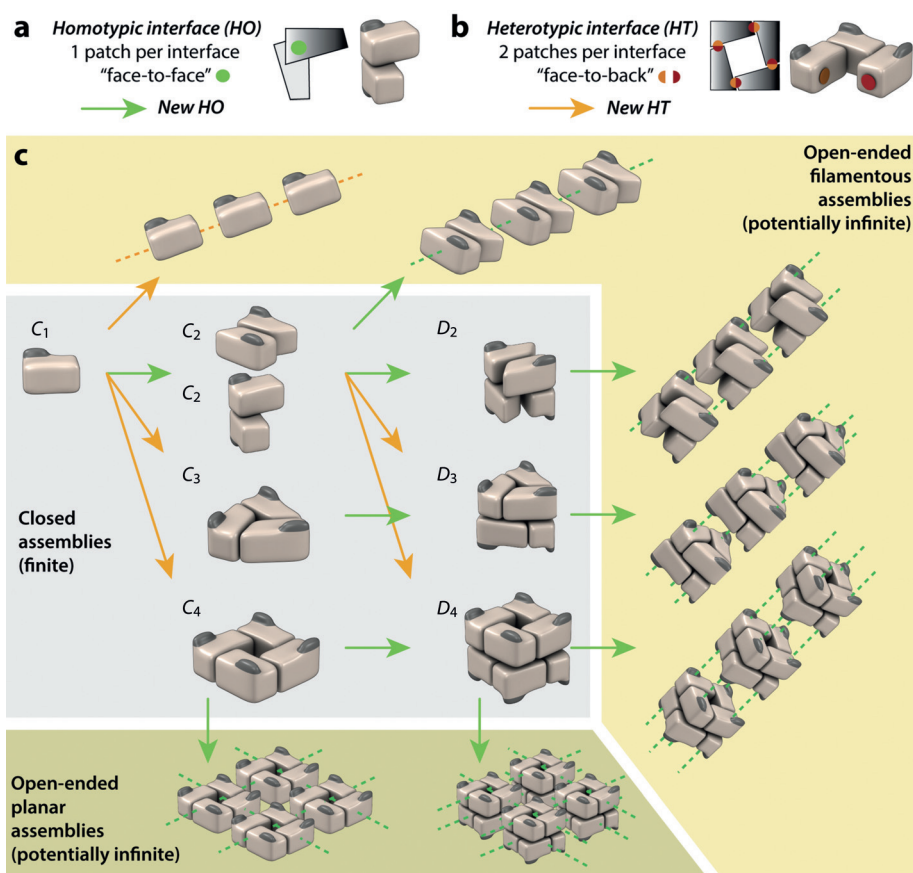 a
Homotypic interface (HO)
1 patch per interface
“face-to-face”
New HO
b
Heterotypic interface (HT)
2 patches per interface
“face-to-back”
New HT
c
Open-ended
filamentous
assemblies
(potentially infinite)
C1
C2
D2
C2
C3
D3
Closed
assemblies
(finite)
C4
D4
Open-ended
planar
assemblies
(potentially infinite)